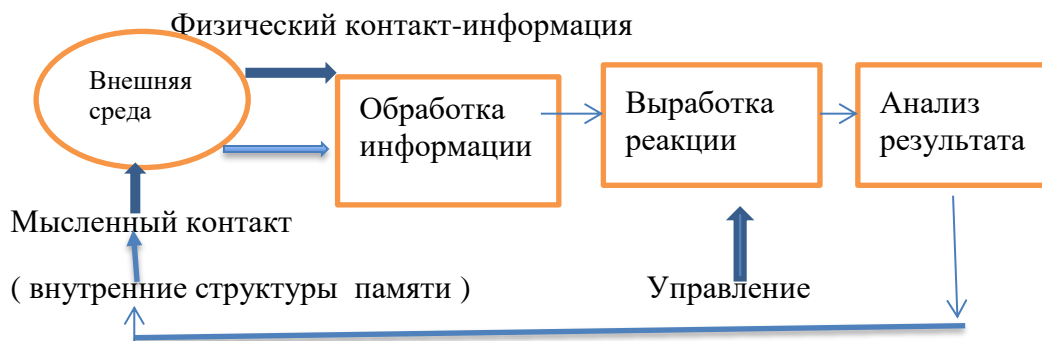 Физический контакт-информация
Внешняя
среда
Обработка
информации
Выработка
реакции
Анализ
результата
Мысленный контакт
( внутренние структуры памяти )
Управление